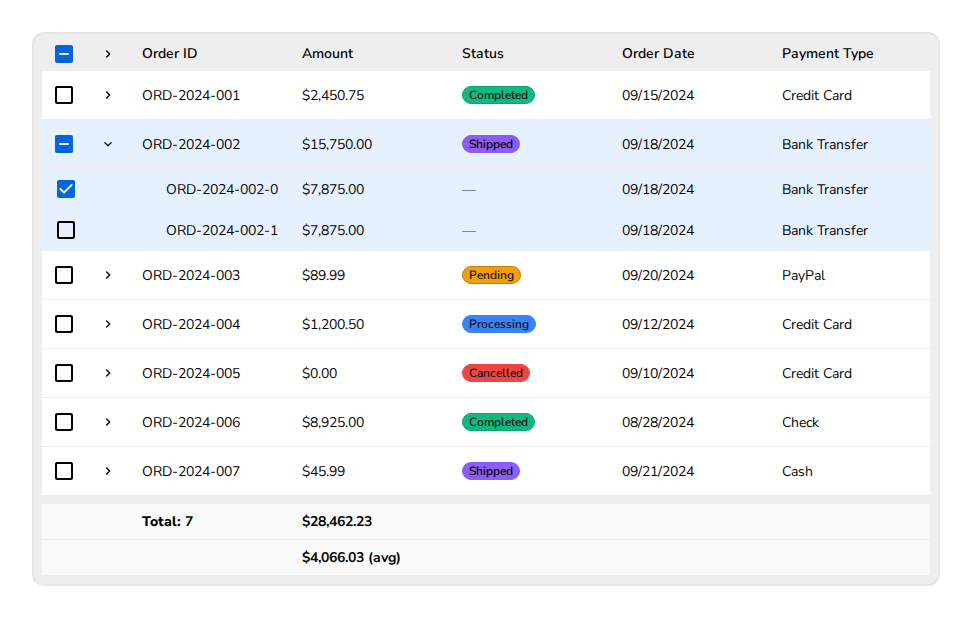 Order ID Amount Status Order Date Payment Type
ORD-2024-001 $2,450.75 Completed 09/15/2024 Credit Card
ORD-2024-002 $15,750.00 Shipped 09/18/2024 Bank Transfer
ORD-2024-002-0 $7,875.00 — 09/18/2024 Bank Transfer
ORD-2024-002-1 $7,875.00 — 09/18/2024 Bank Transfer
ORD-2024-003 $89.99 Pending 09/20/2024 PayPal
ORD-2024-004 $1,200.50 Processing 09/12/2024 Credit Card
ORD-2024-005 $0.00 Cancelled 09/10/2024 Credit Card
ORD-2024-006 $8,925.00 Completed 08/28/2024 Check
ORD-2024-007 $45.99 Shipped 09/21/2024 Cash
Total: 7 $28,462.23
$4,066.03 (avg)